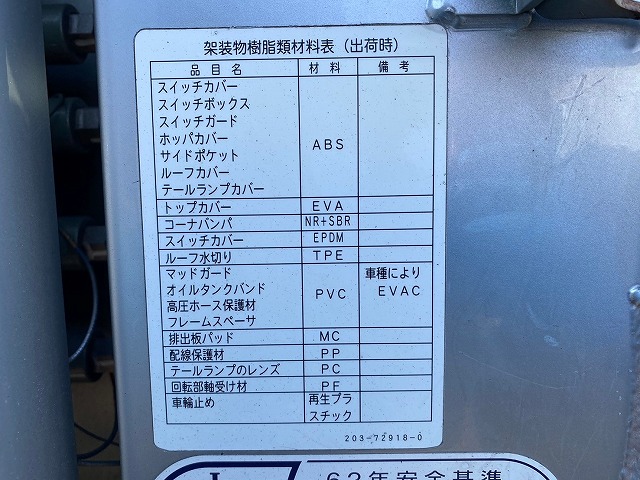 架装物樹脂類材料表（出荷時）
品目名 材料 備考
スイッチカバー
スイッチボックス
スイッチガード
ホッパカバー
サイドポケット
ルーフカバー
テールランプカバー
ABS
トップカバー EVA
コーナバンパ NR+SBR
スイッチカバー EPDM
ルーフ水切り TPE
マッドガード
オイルタンクバンド
高圧ホース保護材
フレームスペーサ
PVC
車種により
EVAC
排出板パッド MC
配線保護材 PP
テールランプのレンズ PC
回転部軸受け材 PF
車輪止め 再生プラ
スチック
203-72918-0
62年安全基準